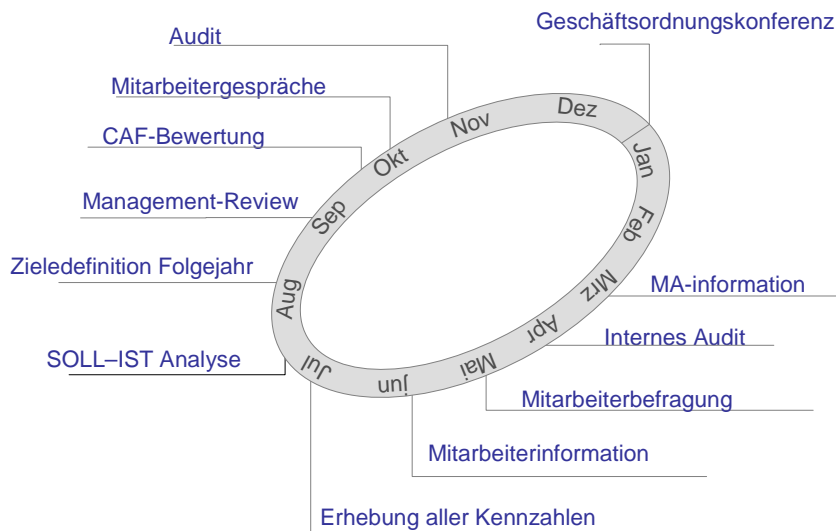 Geschäftsordnungskonferenz
Audit
Mitarbeitergespräche
CAF-Bewertung
Management-Review
Zieledefinition Folgejahr
SOLL–IST Analyse
Erhebung aller Kennzahlen
Mitarbeiterinformation
Mitarbeiterbefragung
Internes Audit
MA-information
Jan
Feb
Mrz
Apr
Mai
jun
Jul
Aug
Sep
Okt
Nov
Dez